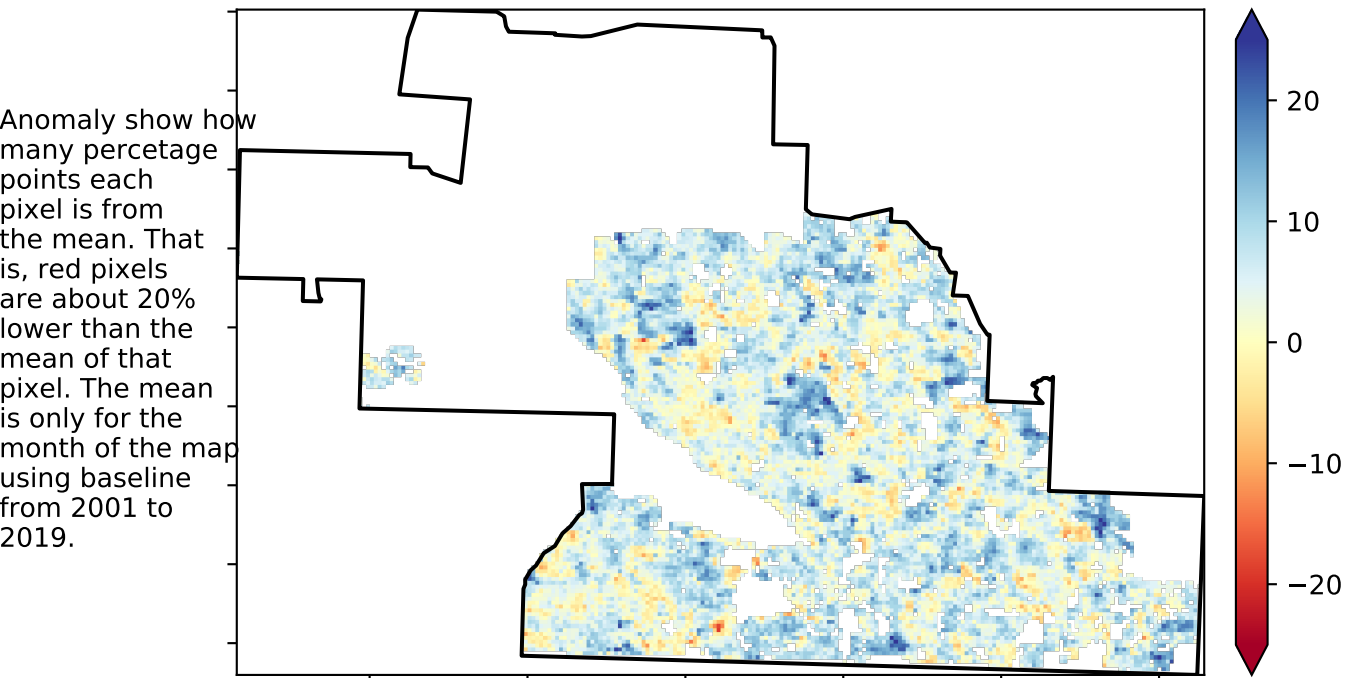 Anomaly show how
many percetage
points each
pixel is from
the mean. That
is, red pixels
are about 20%
lower than the
mean of that
pixel. The mean
is only for the
month of the map
using baseline
from 2001 to
2019.
20
10
0
−10
−20